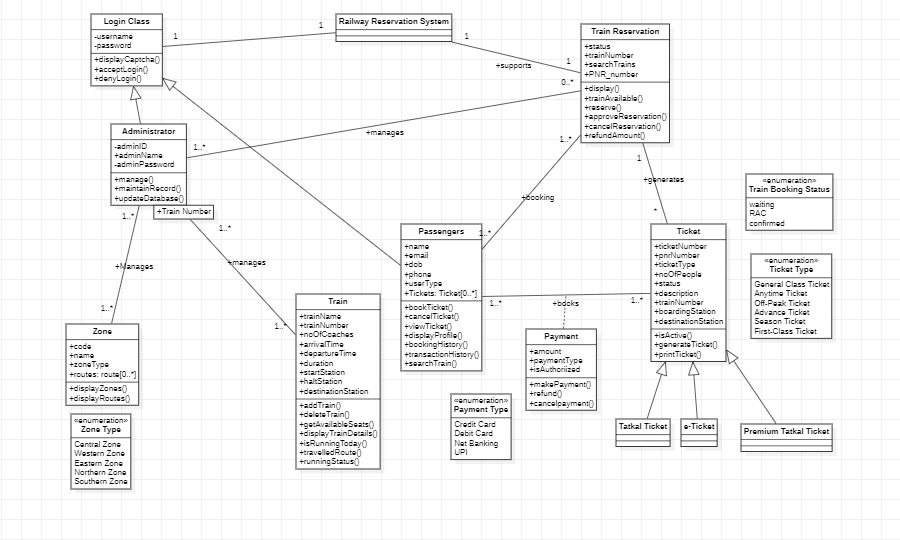 Login Class
-username
-password
+displayCaptcha()
+acceptLogin()
+denyLogin()
1
1
Railway Reservation System
1
+supports
1
Train Reservation
+status
+trainNumber
+searchTrains
+PNR_number
+display()
+trainAvailable()
+reserve()
+approveReservation()
+cancelReservation()
+refundAmount()
0..*
+manages
1..*
Administrator
-adminID
+adminName
-adminPassword
+manage()
+maintainRecord()
+updateDatabase()
+Train Number
1..*
+Manages
1..*
1..*
+manages
1..*
1..*
+booking
1..*
1
+generates
*
Zone
+code
+name
+zoneType
+routes: route[0..*]
+displayZones()
+displayRoutes()
«enumeration»
Zone Type
Central Zone
Western Zone
Eastern Zone
Northern Zone
Southern Zone
Train
+trainName
+trainNumber
+noOfCoaches
+arrivalTime
+departureTime
+duration
+startStation
+haltStation
+destinationStation
+addTrain()
+deleteTrain()
+getAvailableSeats()
+displayTrainDetails()
+isRunningToday()
+travelledRoute()
+runningStatus()
Passengers
+name
+email
+dob
+phone
+userType
+Tickets: Ticket[0..*]
+bookTicket()
+cancelTicket()
+viewTicket()
+displayProfile()
+bookingHistory()
+transactionHistory()
+searchTrain()
1..*
+books
1..*
Payment
+amount
+paymentType
+isAuthoriized
+makePayment()
+refund()
+cancelpayment()
«enumeration»
Payment Type
Credit Card
Debit Card
Net Banking
UPI
Ticket
+ticketNumber
+pnrNumber
+ticketType
+noOfPeople
+status
+description
+trainNumber
+boardingStation
+destinationStation
+isActive()
+generateTicket()
+printTicket()
Tatkal Ticket
e-Ticket
Premium Tatkal Ticket
«enumeration»
Train Booking Status
waiting
RAC
confirmed
«enumeration»
Ticket Type
General Class Ticket
Anytime Ticket
Off-Peak Ticket
Advance Ticket
Season Ticket
First-Class Ticket